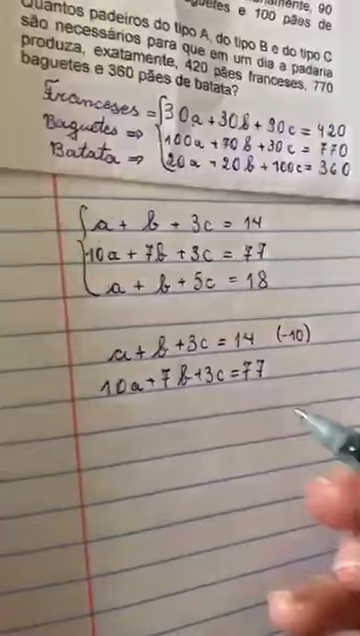 guetes e 100 pães de
Quantos padeiros do tipo A, do tipo B e do tipo C
são necessários para que em um dia a padaria
produza, exatamente, 420 pães franceses, 770
baguetes e 360 pães de batata?
Franceses = { 30a + 30b + 90c = 420
Baguetes ⇒ 100a + 70b + 30c = 770
Batata ⇒ 20a + 20b + 100c = 360
{ a + b + 3c = 14
10a + 7b + 3c = 77
a + b + 5c = 18
a + b + 3c = 14 (-10)
10a + 7b + 3c = 77